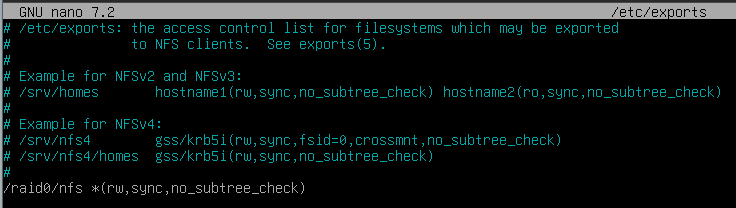 GNU nano 7.2 /etc/exports
# /etc/exports: the access control list for filesystems which may be exported
# to NFS clients. See exports(5).
#
# Example for NFSv2 and NFSv3:
# /srv/homes hostname1(rw,sync,no_subtree_check) hostname2(ro,sync,no_subtree_check)
#
# Example for NFSv4:
# /srv/nfs4 gss/krb5i(rw,sync,fsid=0,crossmnt,no_subtree_check)
# /srv/nfs4/homes gss/krb5i(rw,sync,no_subtree_check)
#
/raid0/nfs *(rw,sync,no_subtree_check)